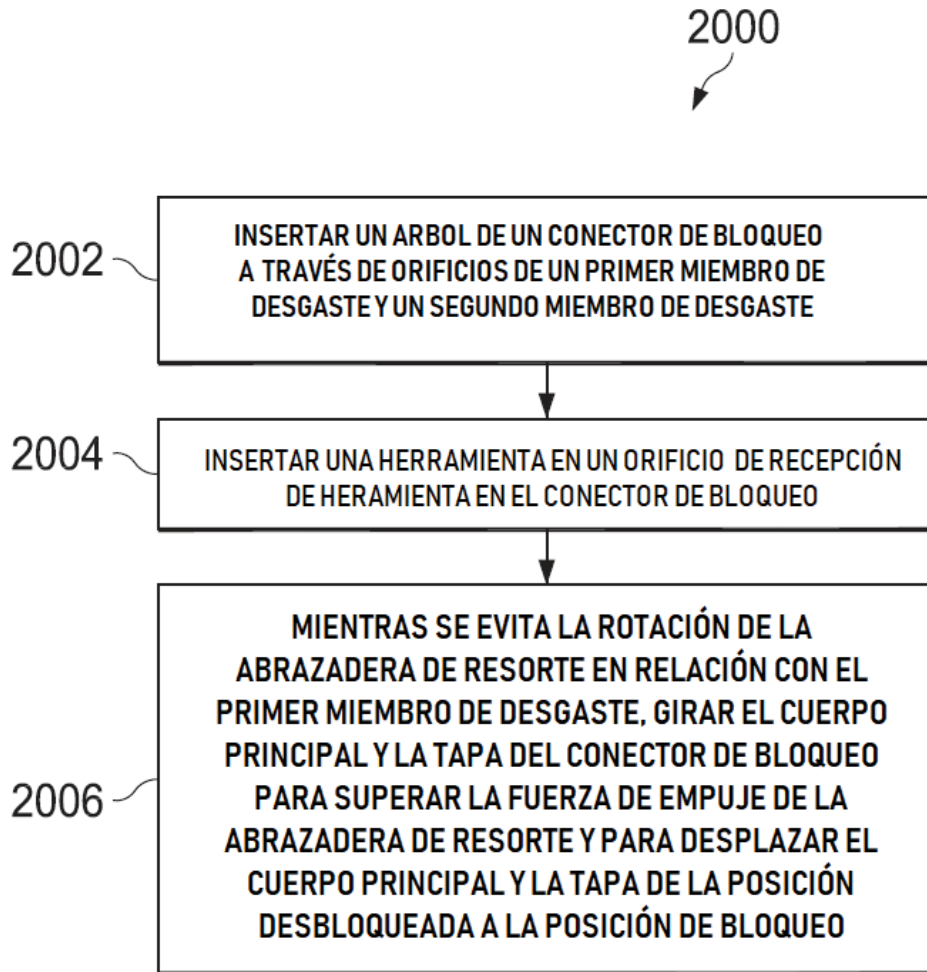 2000
2002
INSERTAR UN ARBOL DE UN CONECTOR DE BLOQUEO
A TRAVÉS DE ORIFICIOS DE UN PRIMER MIEMBRO DE
DESGASTE Y UN SEGUNDO MIEMBRO DE DESGASTE
2004
INSERTAR UNA HERRAMIENTA EN UN ORIFICIO DE RECEPCIÓN
DE HERAMIENTA EN EL CONECTOR DE BLOQUEO
2006
MIENTRAS SE EVITA LA ROTACIÓN DE LA
ABRAZADERA DE RESORTE EN RELACIÓN CON EL
PRIMER MIEMBRO DE DESGASTE, GIRAR EL CUERPO
PRINCIPAL Y LA TAPA DEL CONECTOR DE BLOQUEO
PARA SUPERAR LA FUERZA DE EMPUJE DE LA
ABRAZADERA DE RESORTE Y PARA DESPLAZAR EL
CUERPO PRINCIPAL Y LA TAPA DE LA POSICIÓN
DESBLOQUEADA A LA POSICIÓN DE BLOQUEO